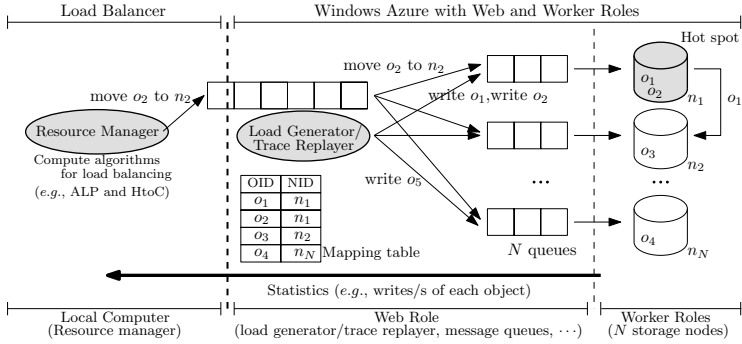 Load Balancer
Windows Azure with Web and Worker Roles
Hot spot
move o₂ to n₂
o₁
o₂
n₁
o₁
move o₂ to n₂
write o₁,write o₂
Resource Manager
Load Generator/
Trace Replayer
o₃
n₂
Compute algorithms
for load balancing
(e.g., ALP and HtoC)
write o₅
...
...
OID NID
o₁ n₁
o₂ n₁
o₃ n₂
o₄ n_N
Mapping table
N queues
o₄
n_N
Statistics (e.g., writes/s of each object)
Local Computer
(Resource manager)
Web Role
(load generator/trace replayer, message queues, ···)
Worker Roles
(N storage nodes)